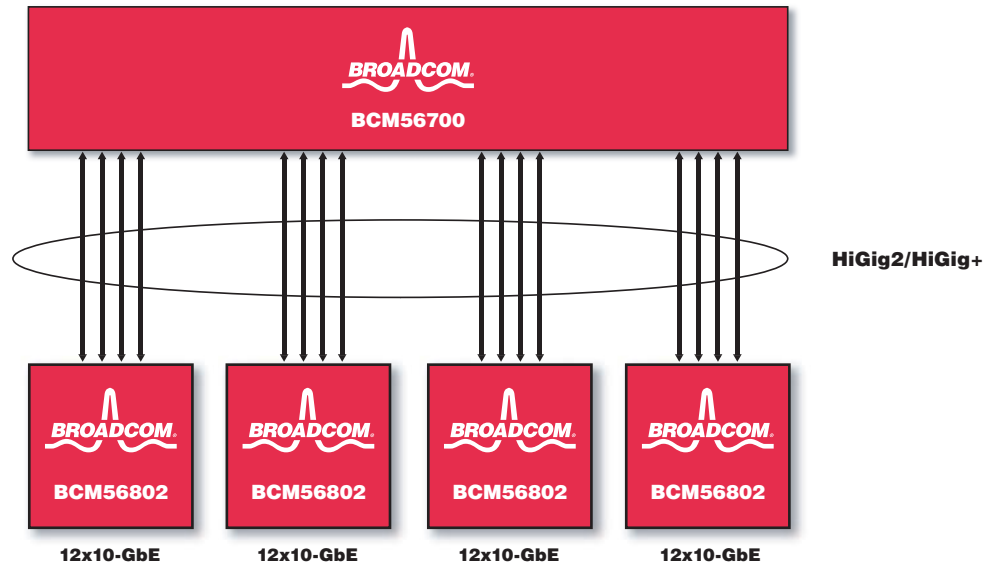 BROADCOM.
BCM56700
HiGig2/HiGig+
BROADCOM. BROADCOM. BROADCOM. BROADCOM.
BCM56802 BCM56802 BCM56802 BCM56802
12x10-GbE 12x10-GbE 12x10-GbE 12x10-GbE